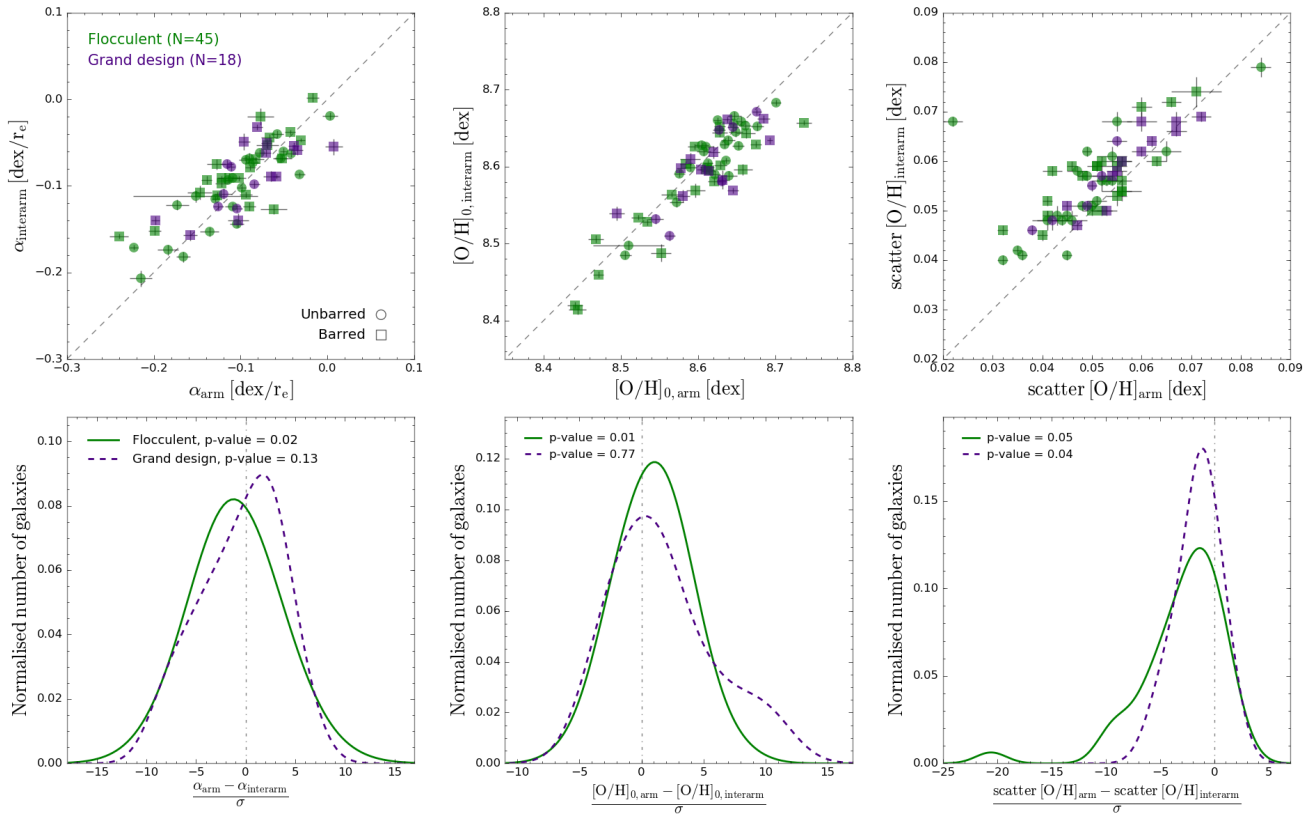 Flocculent (N=45)
Grand design (N=18)
Unbarred
Barred
0.1
0.0
−0.1
−0.2
−0.3
−0.3
−0.2
−0.1
0.0
0.1
α_interarm [dex/r_e]
α_arm [dex/r_e]
8.8
8.7
8.6
8.5
8.4
8.4
8.5
8.6
8.7
8.8
[O/H]_0, interarm [dex]
[O/H]_0, arm [dex]
0.09
0.08
0.07
0.06
0.05
0.04
0.03
0.02
0.02
0.03
0.04
0.05
0.06
0.07
0.08
0.09
scatter [O/H]_interarm [dex]
scatter [O/H]_arm [dex]
Flocculent, p-value = 0.02
Grand design, p-value = 0.13
0.10
0.08
0.06
0.04
0.02
0.00
−15
−10
−5
0
5
10
15
Normalised number of galaxies
α_arm − α_interarm
σ
p-value = 0.01
p-value = 0.77
0.12
0.10
0.08
0.06
0.04
0.02
0.00
−10
−5
0
5
10
Normalised number of galaxies
[O/H]_0, arm − [O/H]_0, interarm
σ
p-value = 0.05
p-value = 0.04
0.15
0.10
0.05
0.00
−25
−20
−15
−10
−5
0
5
Normalised number of galaxies
scatter [O/H]_arm − scatter [O/H]_interarm
σ